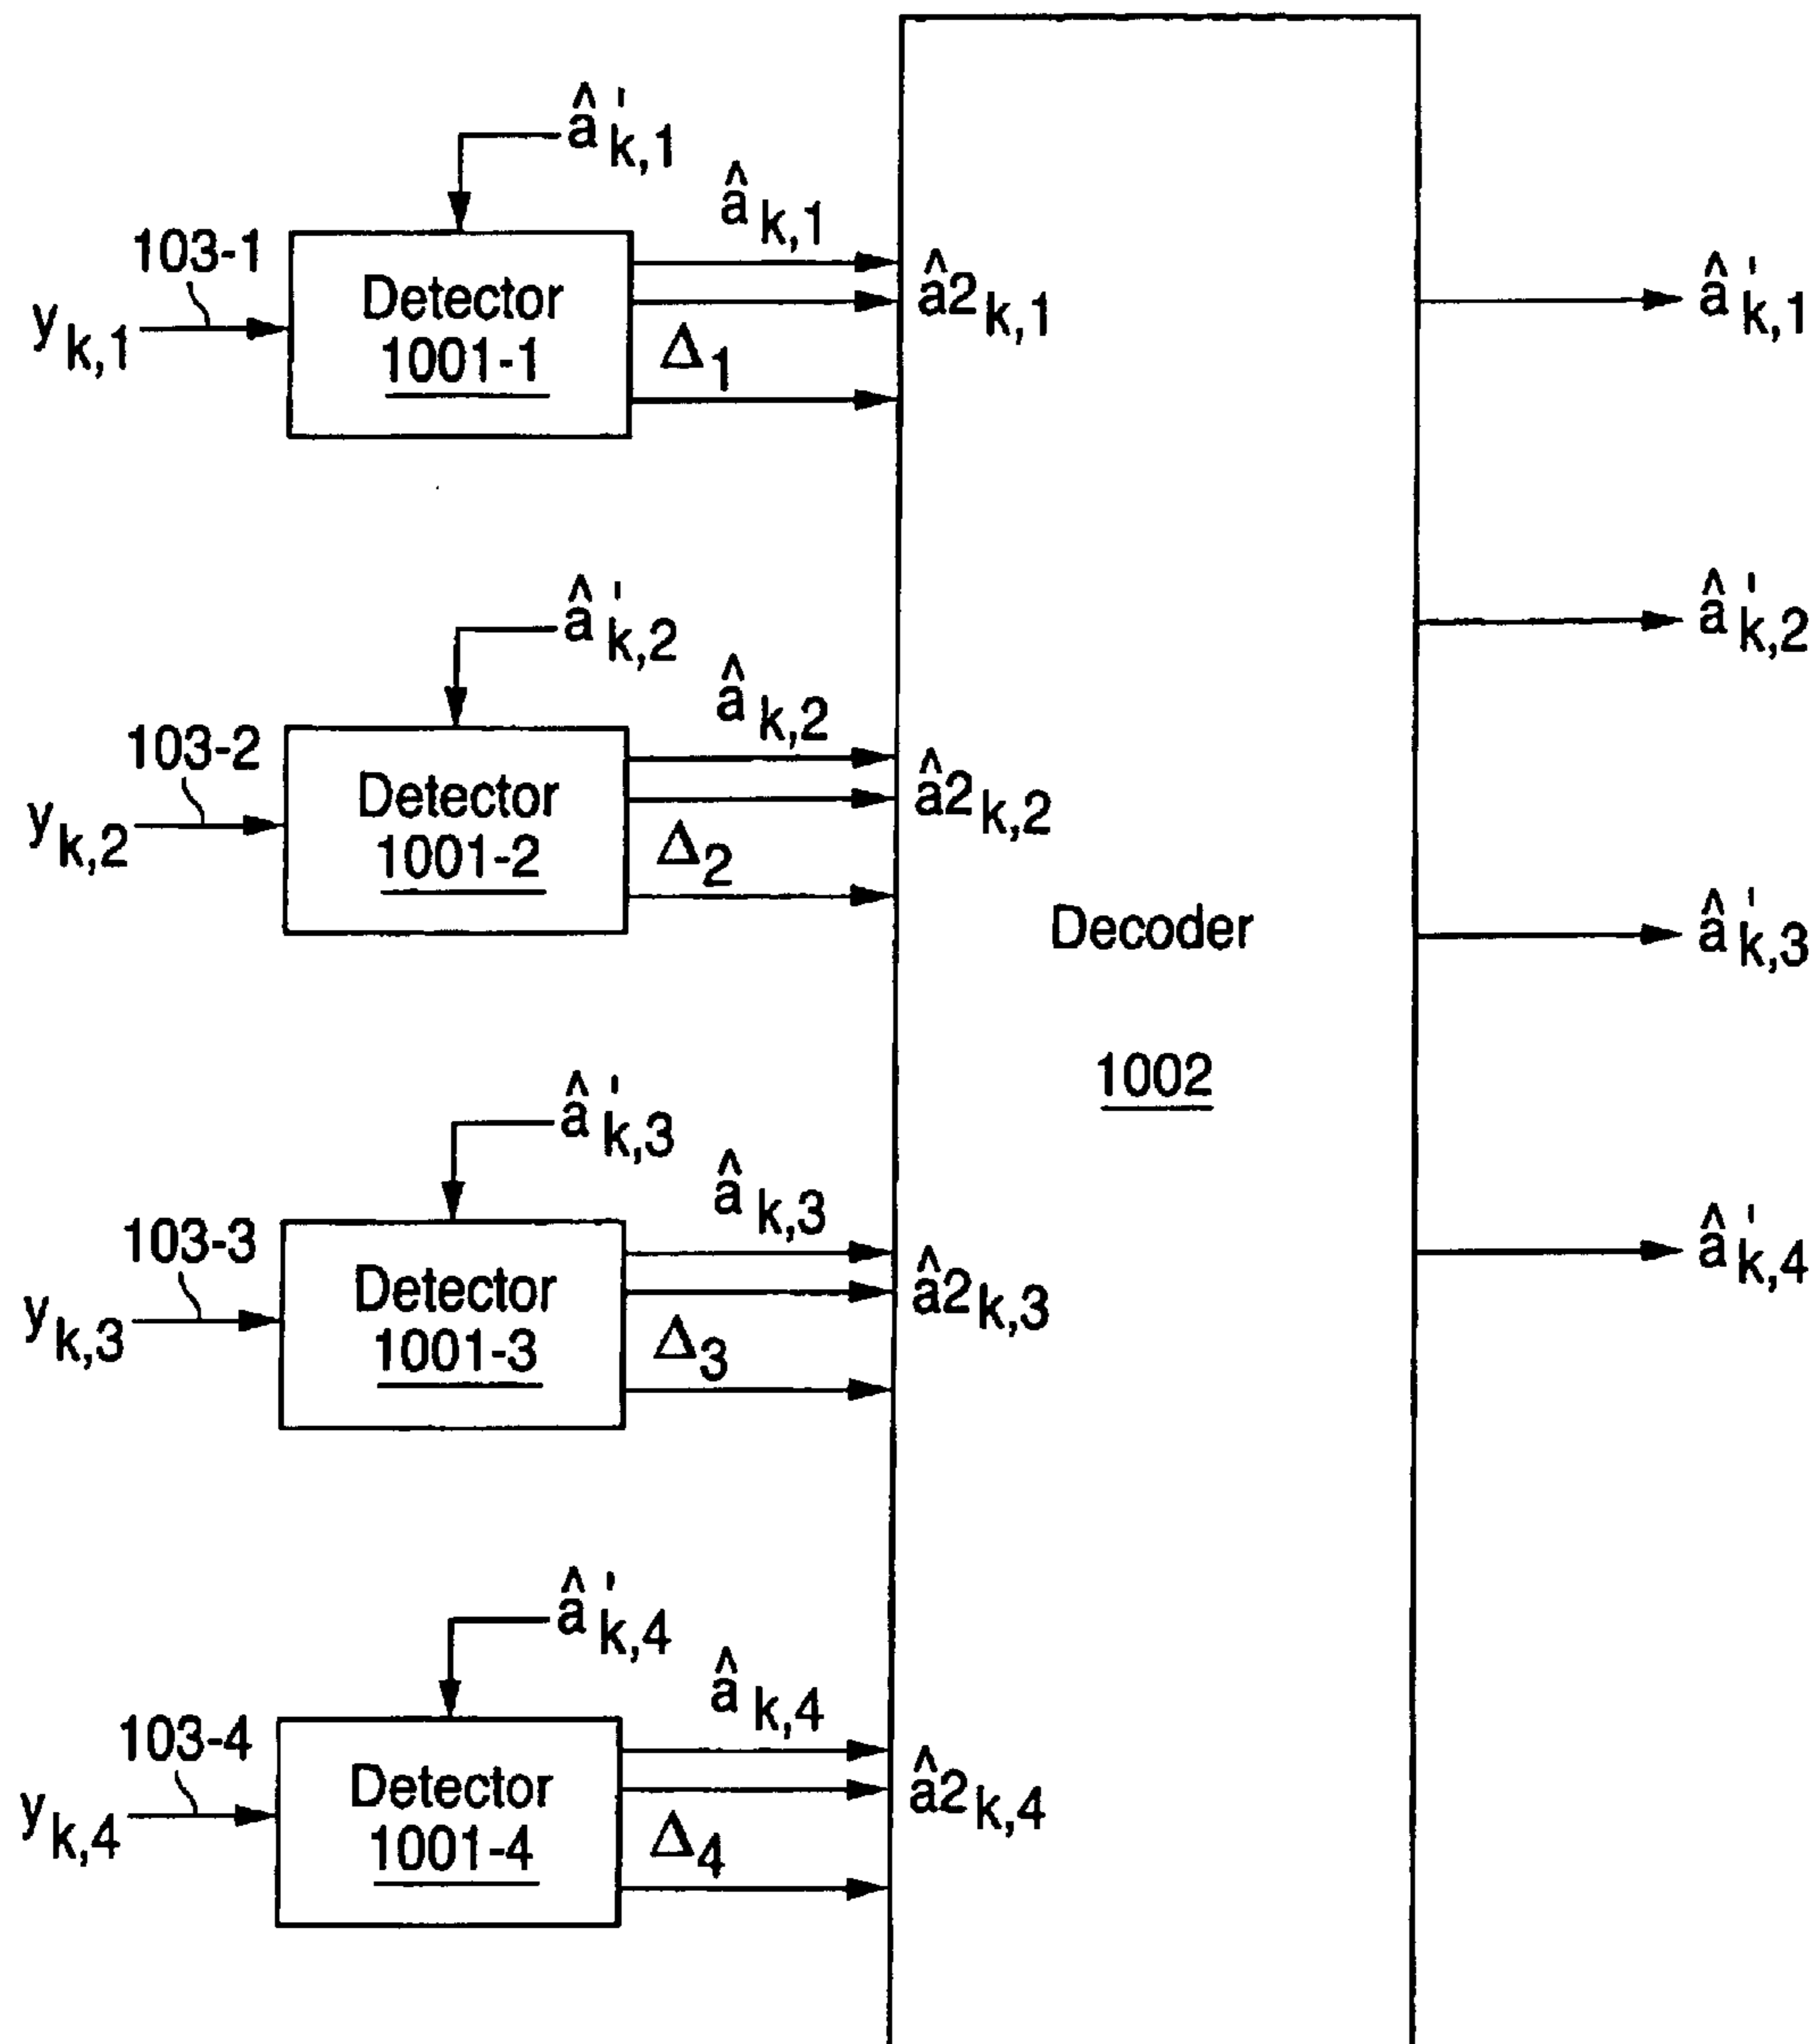 â'k,1
âk,1
103-1
yk,1
Detector
1001-1
Δ1
â2k,1
â'k,1
â'k,2
âk,2
103-2
yk,2
Detector
1001-2
Δ2
â2k,2
â'k,2
Decoder
1002
â'k,3
â'k,3
âk,3
103-3
yk,3
Detector
1001-3
Δ3
â2k,3
â'k,4
â'k,4
âk,4
103-4
yk,4
Detector
1001-4
Δ4
â2k,4